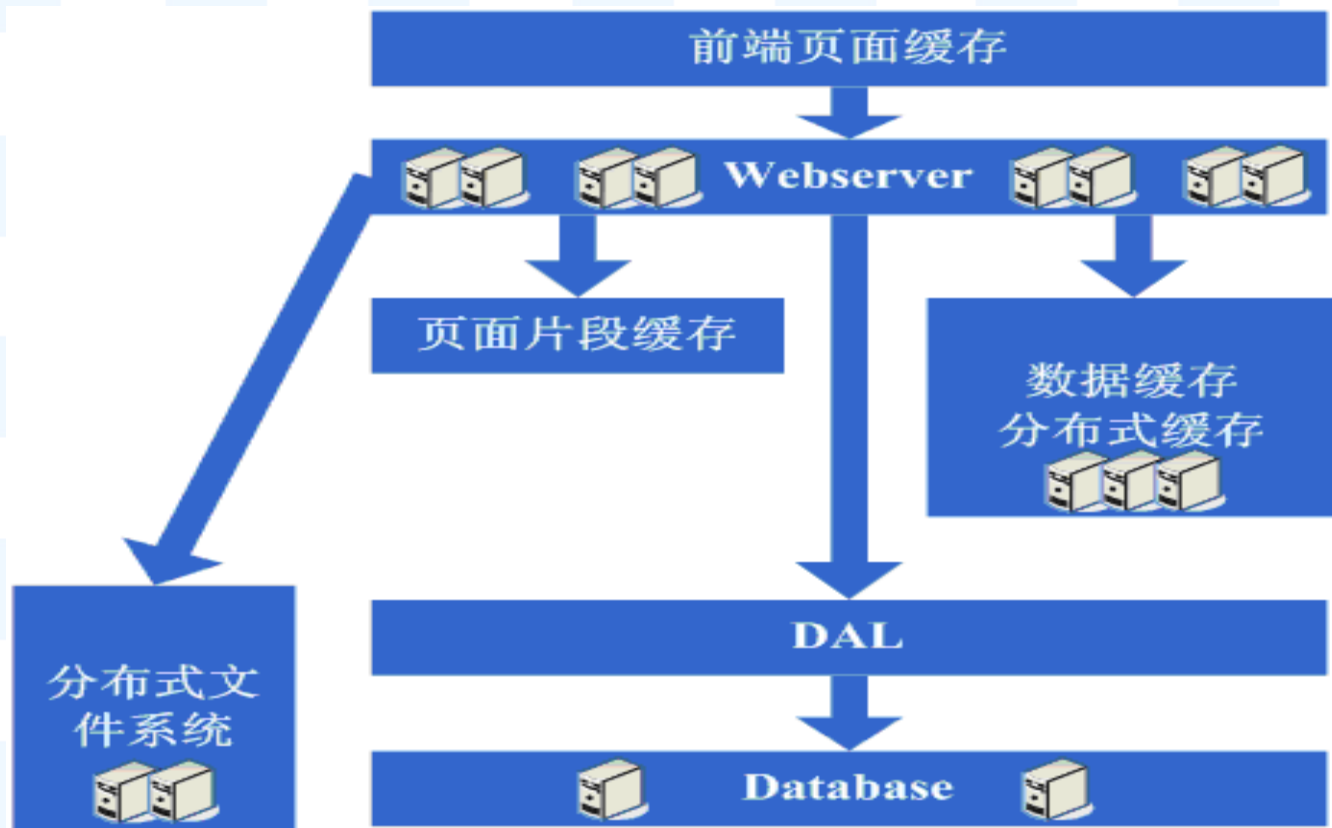 前端页面缓存
Webserver
页面片段缓存
数据缓存
分布式缓存
DAL
分布式文
件系统
Database